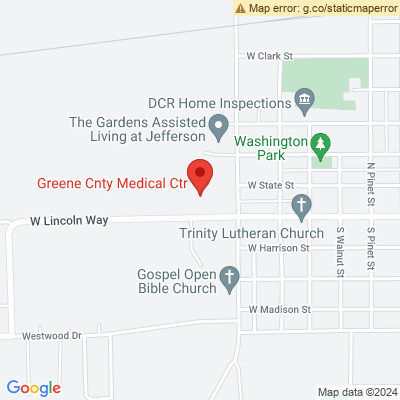 Map error: g.co/staticmaperror
W Clark St
DCR Home Inspections
The Gardens Assisted
Living at Jefferson
Washington
Park
N Pinet St
Greene Cnty Medical Ctr
W State St
W Lincoln Way
Trinity Lutheran Church
S Walnut St
S Pinet St
W Harrison St
Gospel Open
Bible Church
W Madison St
Westwood Dr
Google
Map data ©2024